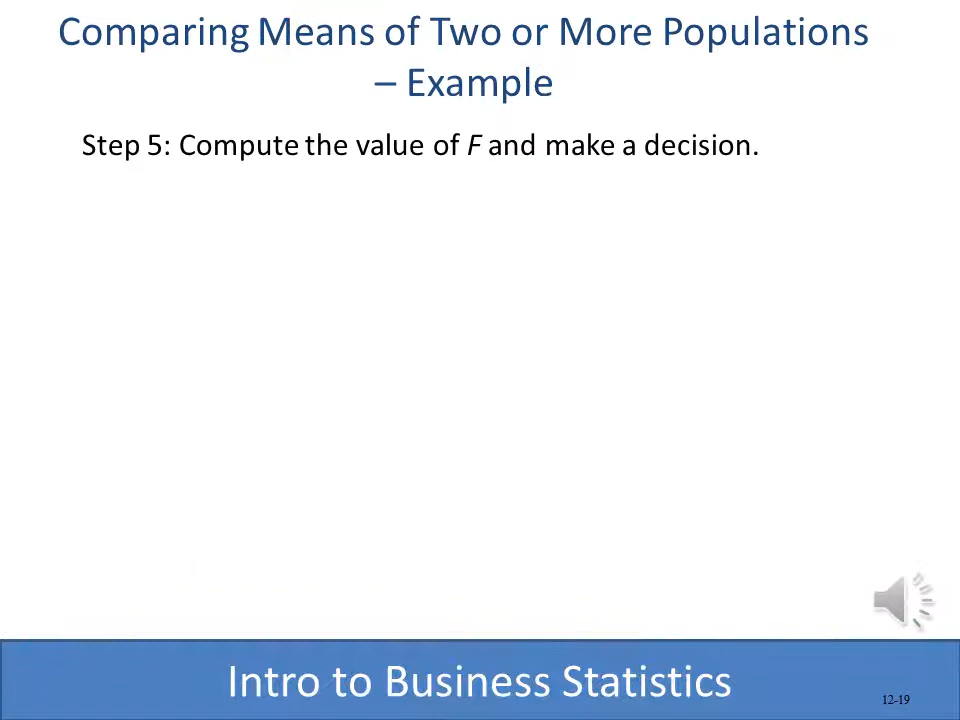 Comparing Means of Two or More Populations
– Example
Step 5: Compute the value of F and make a decision.
Intro to Business Statistics
12-19